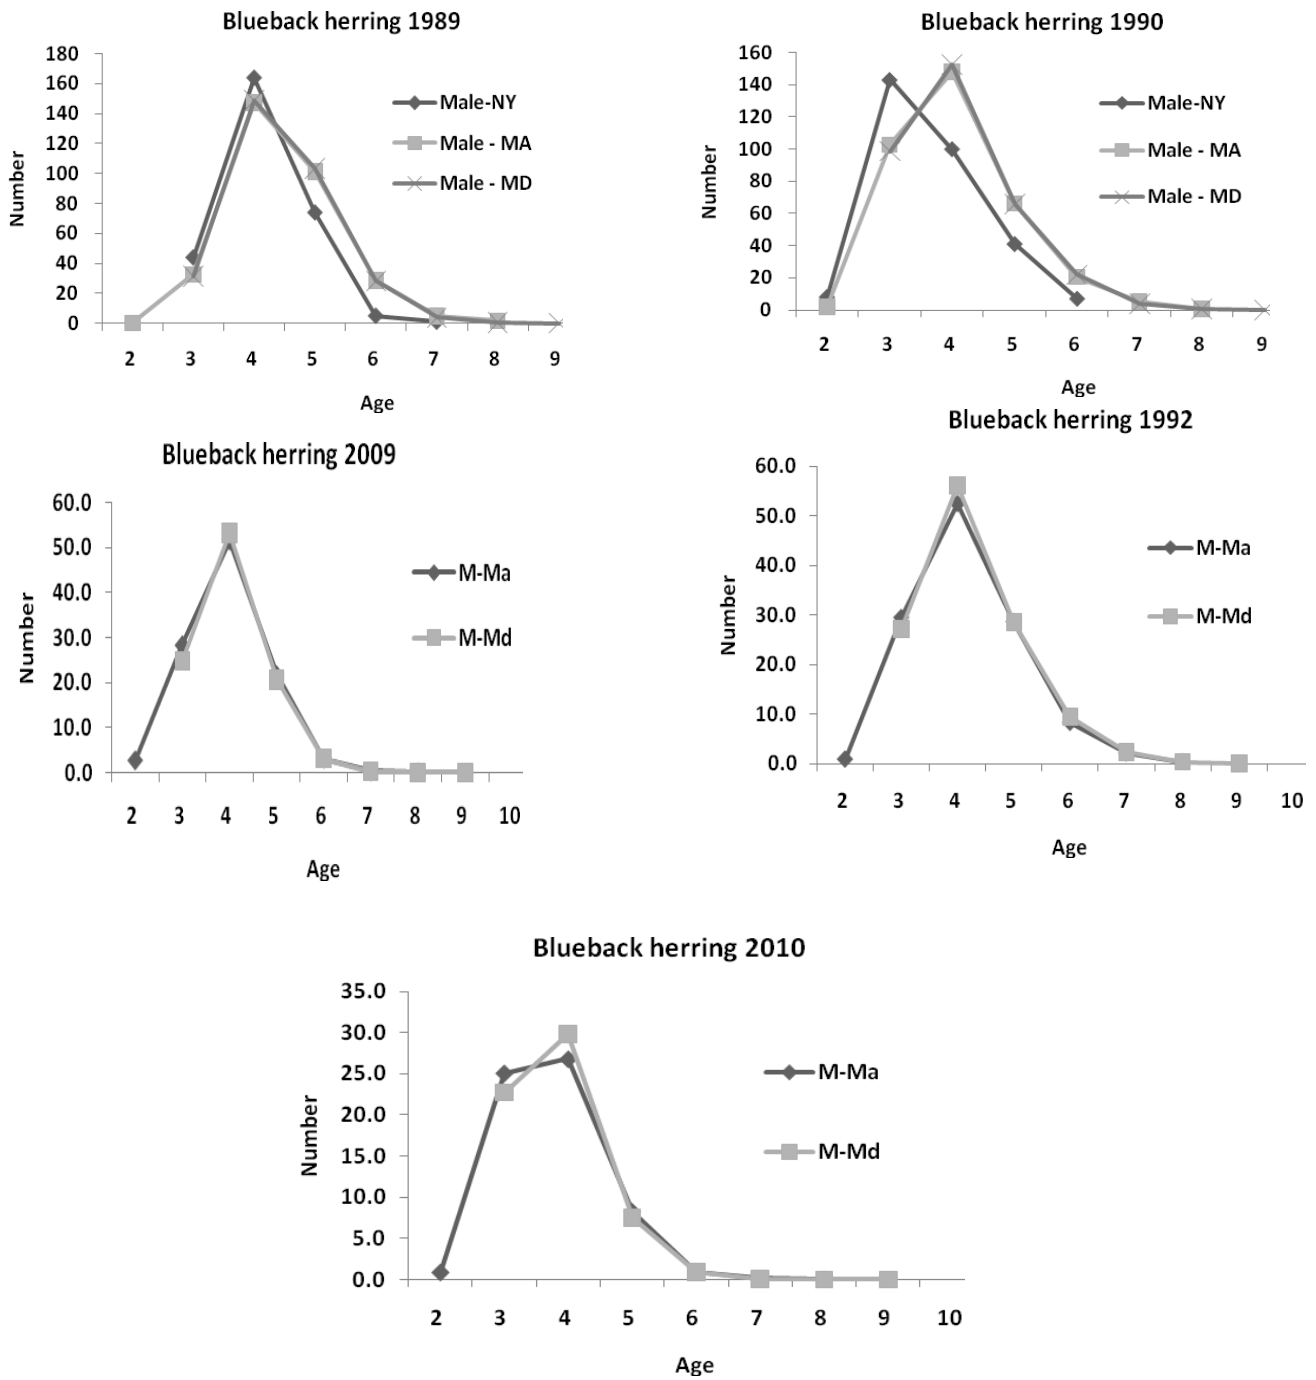 Blueback herring 1989
180
160
140
120
100
80
60
40
20
0
Number
2 3 4 5 6 7 8 9
Age
Male-NY
Male - MA
Male - MD
Blueback herring 1990
160
140
120
100
80
60
40
20
0
Number
2 3 4 5 6 7 8 9
Age
Male-NY
Male - MA
Male - MD
Blueback herring 2009
60.0
50.0
40.0
30.0
20.0
10.0
0.0
Number
2 3 4 5 6 7 8 9 10
Age
M-Ma
M-Md
Blueback herring 1992
60.0
50.0
40.0
30.0
20.0
10.0
0.0
Number
2 3 4 5 6 7 8 9 10
Age
M-Ma
M-Md
Blueback herring 2010
35.0
30.0
25.0
20.0
15.0
10.0
5.0
0.0
Number
2 3 4 5 6 7 8 9 10
Age
M-Ma
M-Md